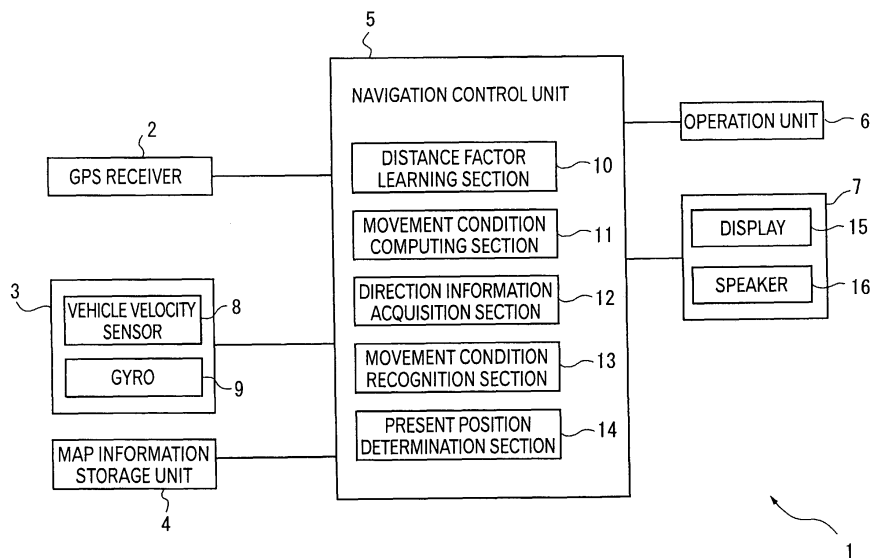 5
NAVIGATION CONTROL UNIT
2
GPS RECEIVER
OPERATION UNIT
6
DISTANCE FACTOR
LEARNING SECTION
10
7
DISPLAY
15
MOVEMENT CONDITION
COMPUTING SECTION
11
SPEAKER
16
3
VEHICLE VELOCITY
SENSOR
8
DIRECTION INFORMATION
ACQUISITION SECTION
12
GYRO
9
MOVEMENT CONDITION
RECOGNITION SECTION
13
MAP INFORMATION
STORAGE UNIT
4
PRESENT POSITION
DETERMINATION SECTION
14
1